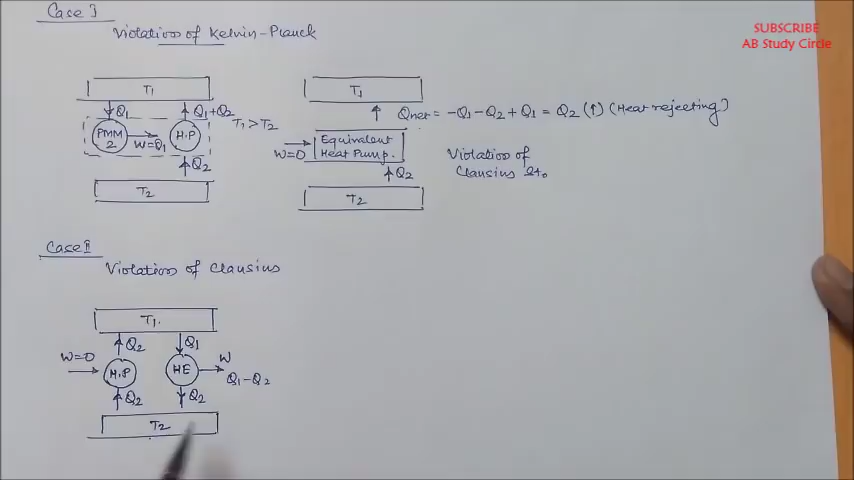 Case I
Violation of Kelvin-Planck
SUBSCRIBE
AB Study Circle
T1
Q1
Q1+Q2
PMM 2
W=Q1
H.P
T1>T2
Q2
T2
T1
Qnet = -Q1-Q2+Q1 = Q2 (↑) (Heat rejecting)
W=0
Equivalent
Heat Pump.
Q2
T2
Violation of
Clausius St.
Case II
Violation of Clausius
T1.
Q2
Q1
W=0
H.P
HE
W
Q1-Q2
Q2
Q2
T2